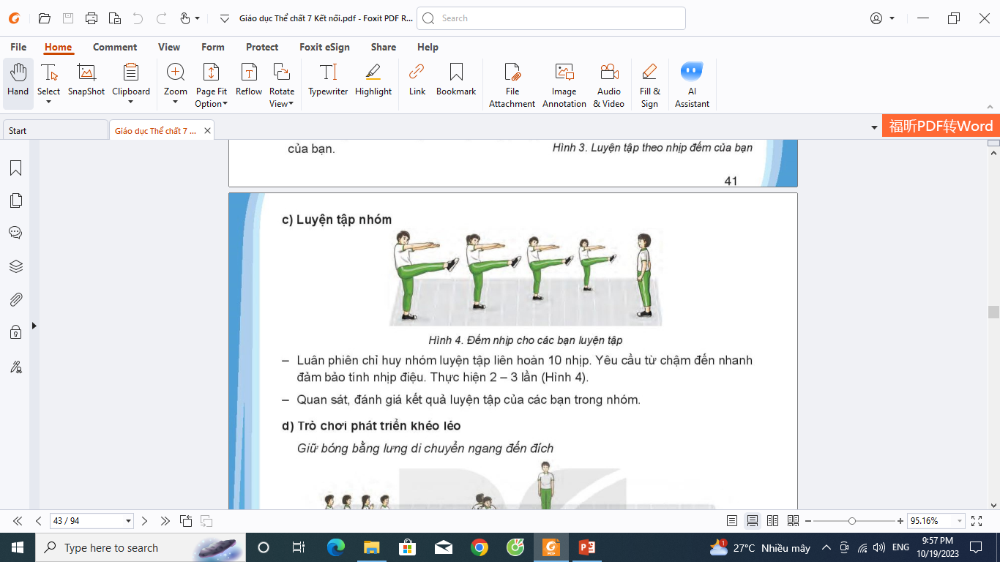 Giáo dục Thể chất 7 Kết nối.pdf - Foxit PDF R...
Search
File Home Comment View Form Protect Foxit eSign Share Help
Hand
Select
SnapShot
Clipboard
Zoom
Page Fit
Option
Reflow
Rotate
View
Typewriter
Highlight
Link
Bookmark
File
Attachment
Image
Annotation
Audio
& Video
Fill &
Sign
AI
Assistant
Start
Giáo dục Thể chất 7 ...
福昕PDF转Word
của bạn.
Hình 3. Luyện tập theo nhịp đếm của bạn
41
c) Luyện tập nhóm
Hình 4. Đếm nhịp cho các bạn luyện tập
– Luân phiên chỉ huy nhóm luyện tập liên hoàn 10 nhịp. Yêu cầu từ chậm đến nhanh
đảm bảo tính nhịp điệu. Thực hiện 2 – 3 lần (Hình 4).
– Quan sát, đánh giá kết quả luyện tập của các bạn trong nhóm.
d) Trò chơi phát triển khéo léo
Giữ bóng bằng lưng di chuyển ngang đến đích
43 / 94
95.16%
Type here to search
PDF
1
27°C Nhiều mây
ENG
9:57 PM
10/19/2023